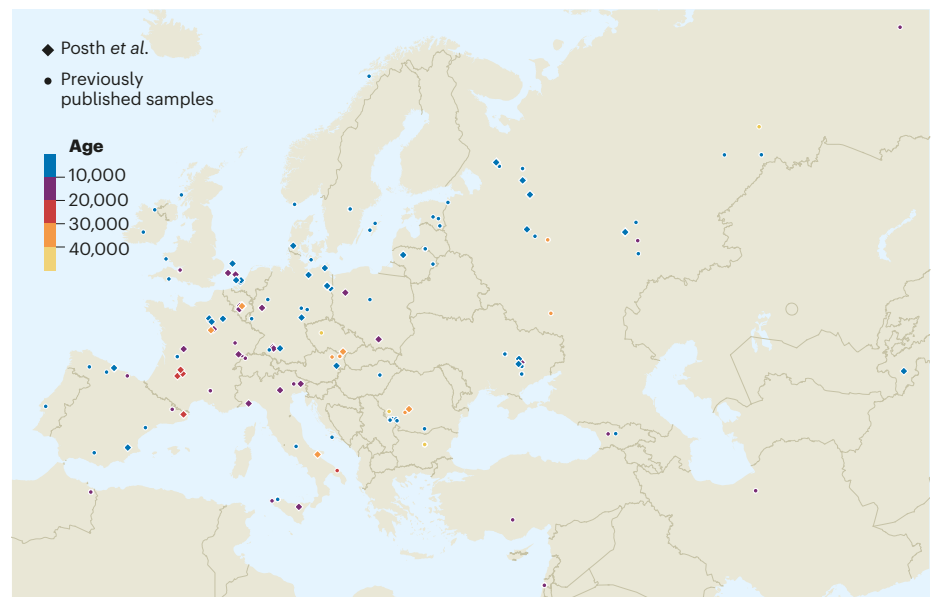 Posth et al.
Previously
published samples
Age
10,000
20,000
30,000
40,000